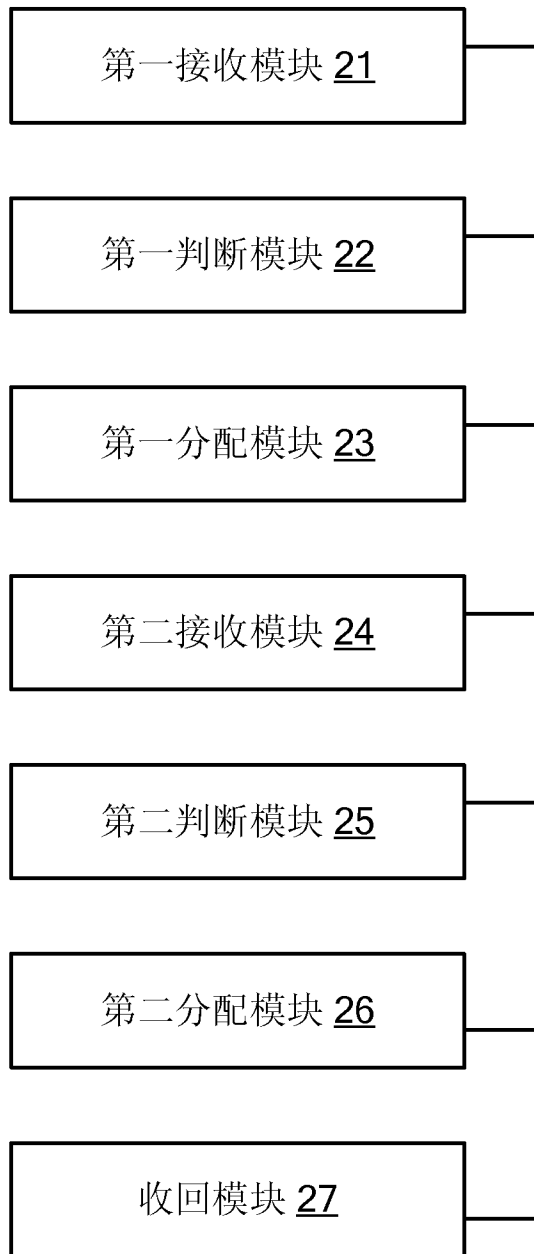 第一接收模块 21
第一判断模块 22
第一分配模块 23
第二接收模块 24
第二判断模块 25
第二分配模块 26
收回模块 27